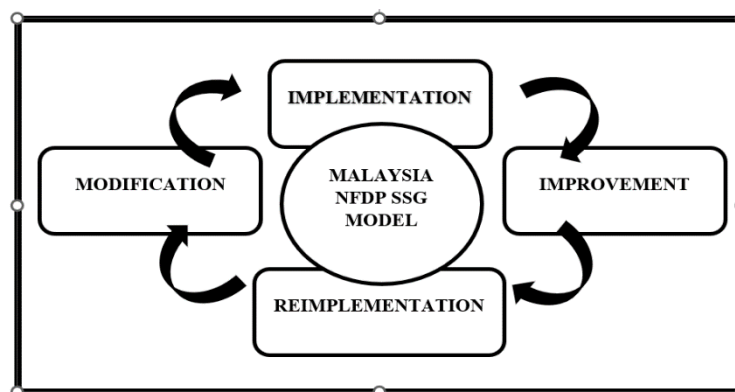 IMPLEMENTATION
MODIFICATION
MALAYSIA
NFDP SSG
MODEL
IMPROVEMENT
REIMPLEMENTATION